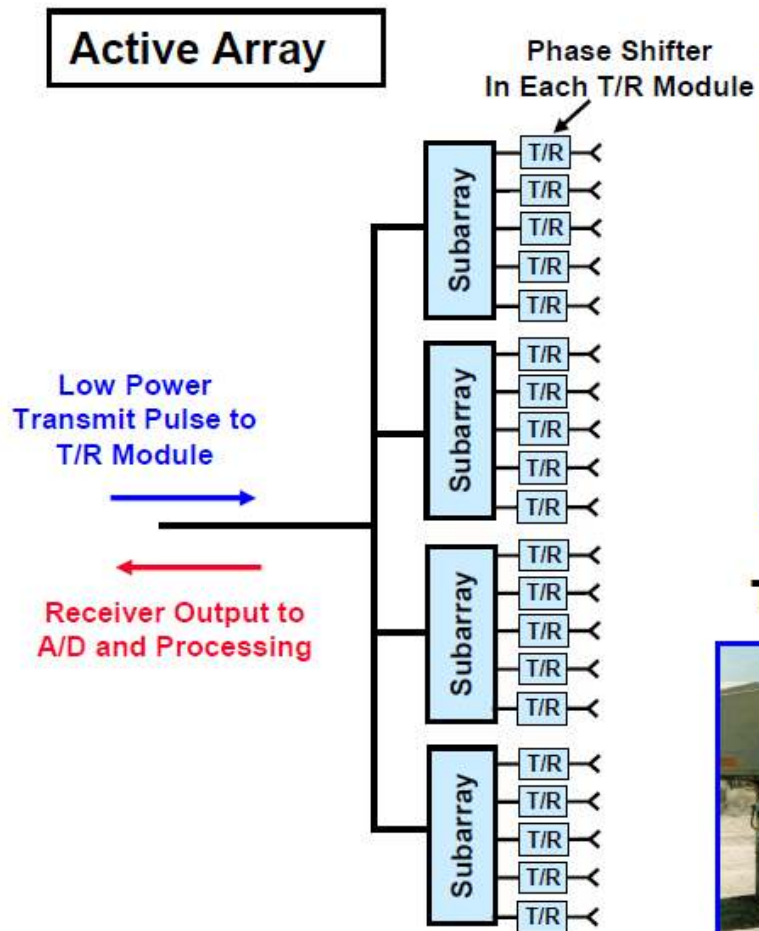 Active Array
Phase Shifter
In Each T/R Module
Subarray
T/R
T/R
T/R
T/R
T/R
Subarray
T/R
T/R
T/R
T/R
T/R
Low Power
Transmit Pulse to
T/R Module
Receiver Output to
A/D and Processing
Subarray
T/R
T/R
T/R
T/R
T/R
Subarray
T/R
T/R
T/R
T/R
T/R